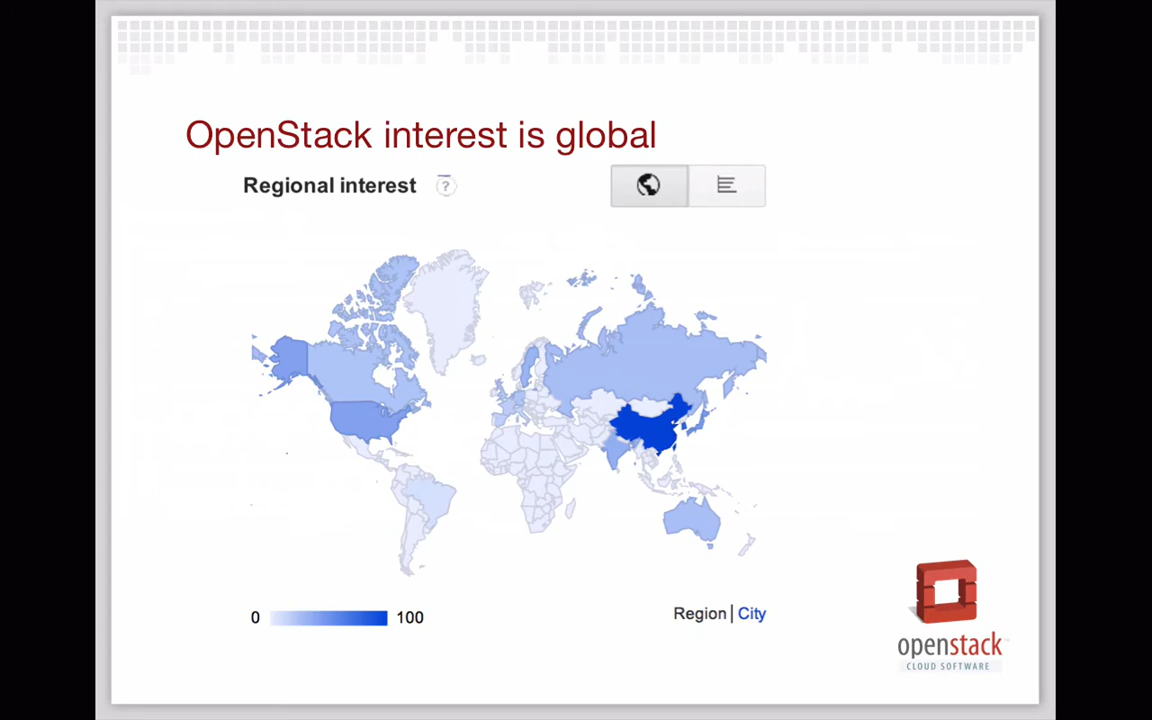 OpenStack interest is global
Regional interest ?
0 100
Region | City
openstack
CLOUD SOFTWARE